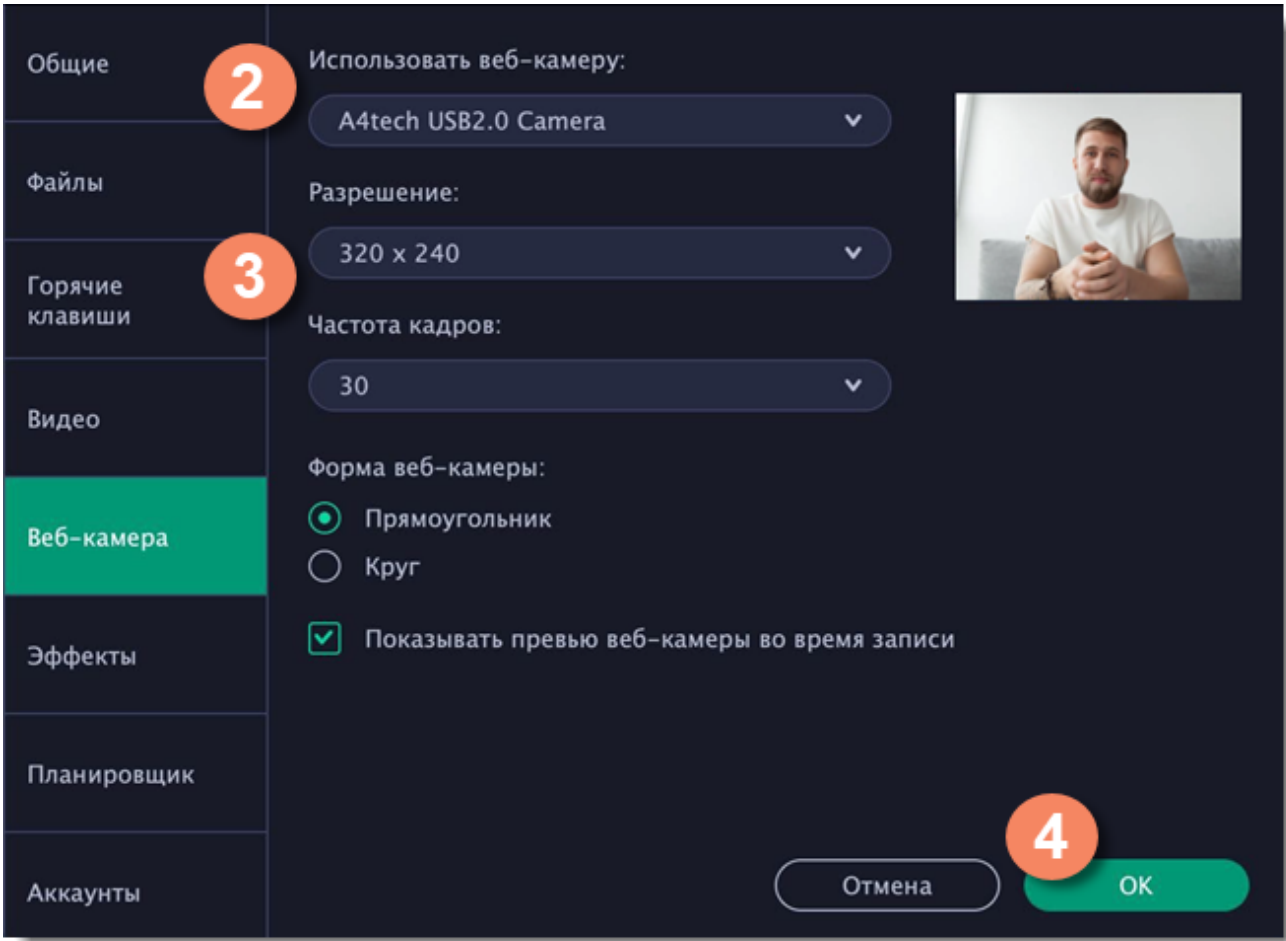 Общие
Файлы
Горячие
клавиши
Видео
Веб-камера
Эффекты
Планировщик
Аккаунты
2
Использовать веб-камеру:
A4tech USB2.0 Camera
Разрешение:
3
320 x 240
Частота кадров:
30
Форма веб-камеры:
Прямоугольник
Круг
Показывать превью веб-камеры во время записи
4
Отмена
OK